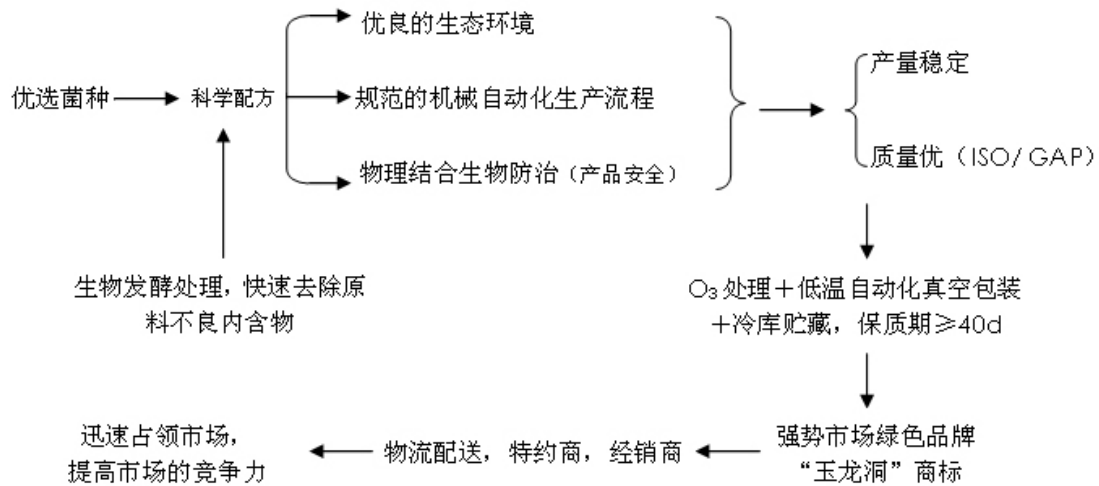 优选菌种
科学配方
优良的生态环境
规范的机械自动化生产流程
物理结合生物防治（产品安全）
产量稳定
质量优（ISO/GAP）
生物发酵处理，快速去除原
料不良内含物
O₃处理＋低温自动化真空包装
＋冷库贮藏，保质期≥40d
强势市场绿色品牌
“玉龙洞”商标
物流配送，特约商，经销商
迅速占领市场，
提高市场的竞争力